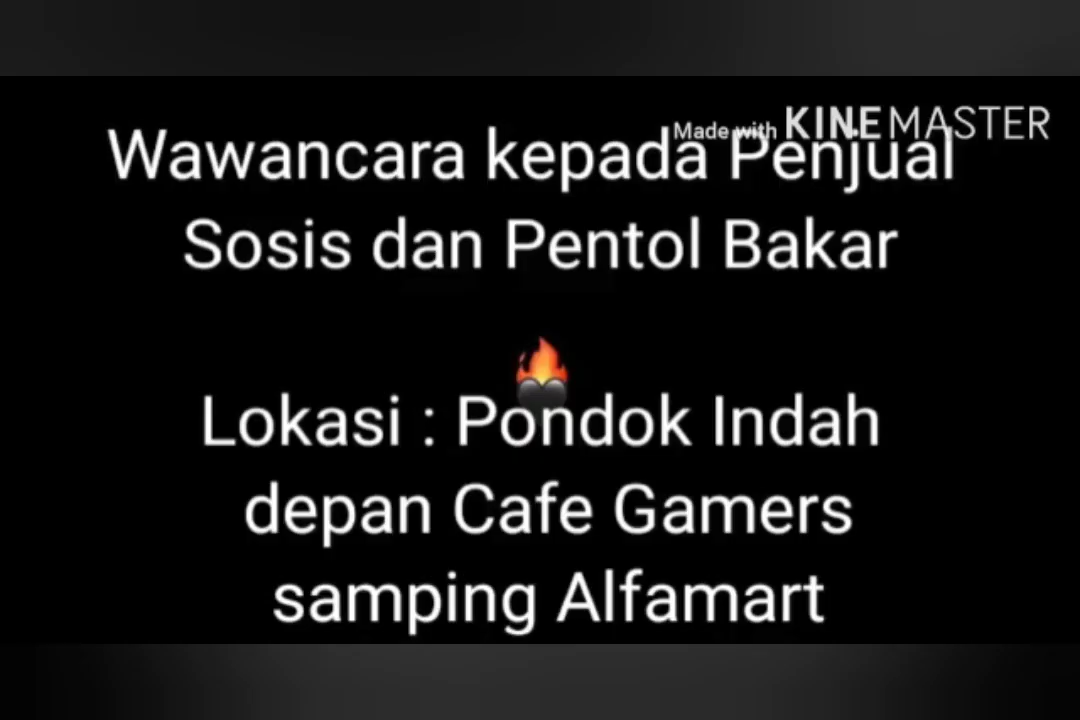 Made with KINEMASTER
Wawancara kepada Penjual
Sosis dan Pentol Bakar
Lokasi : Pondok Indah
depan Cafe Gamers
samping Alfamart